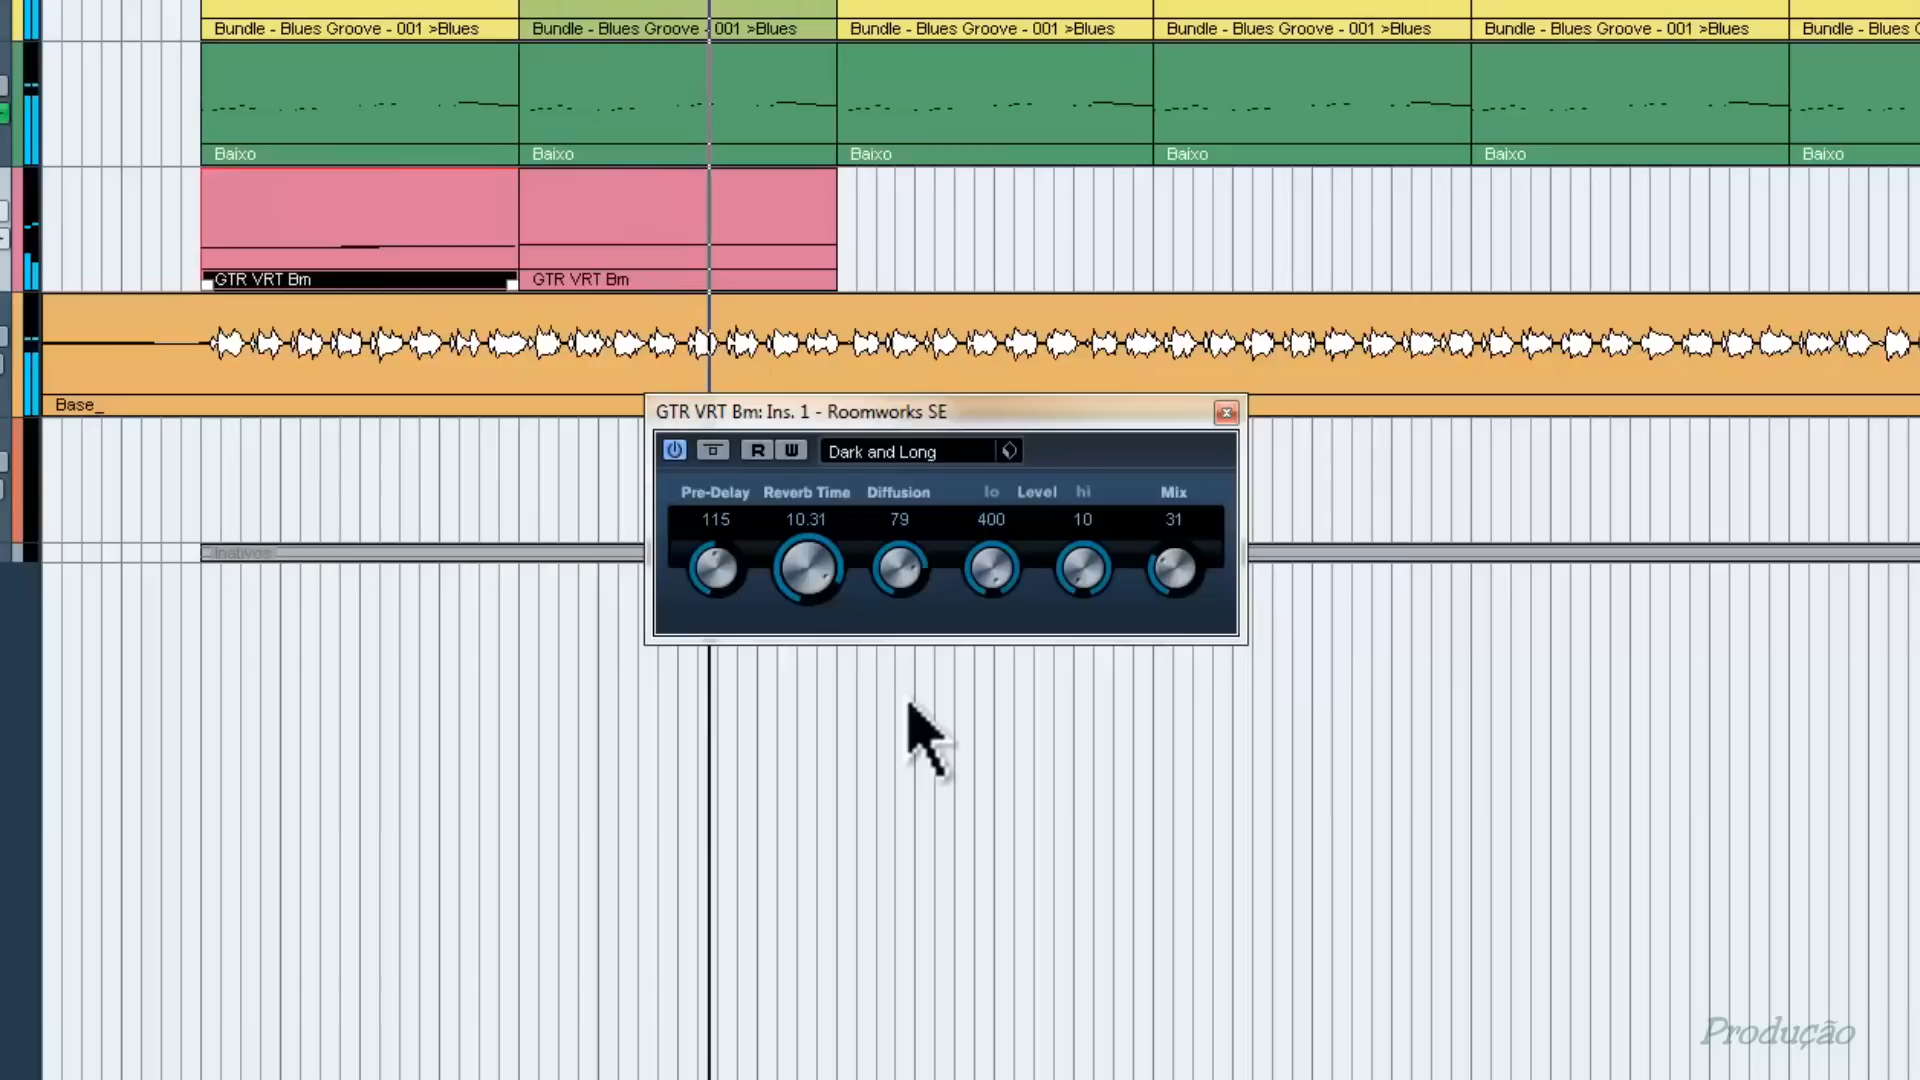 Bundle - Blues Groove - 001 >Blues
Bundle - Blues Groove - 001 >Blues
Bundle - Blues Groove - 001 >Blues
Bundle - Blues Groove - 001 >Blues
Bundle - Blues Groove - 001 >Blues
Bundle - Blues
Baixo
Baixo
Baixo
Baixo
Baixo
Baixo
GTR VRT Bm
GTR VRT Bm
Base_
GTR VRT Bm: Ins. 1 - Roomworks SE
R W Dark and Long
Pre-Delay Reverb Time Diffusion lo Level hi Mix
115 10.31 79 400 10 31
Inativos
Produção